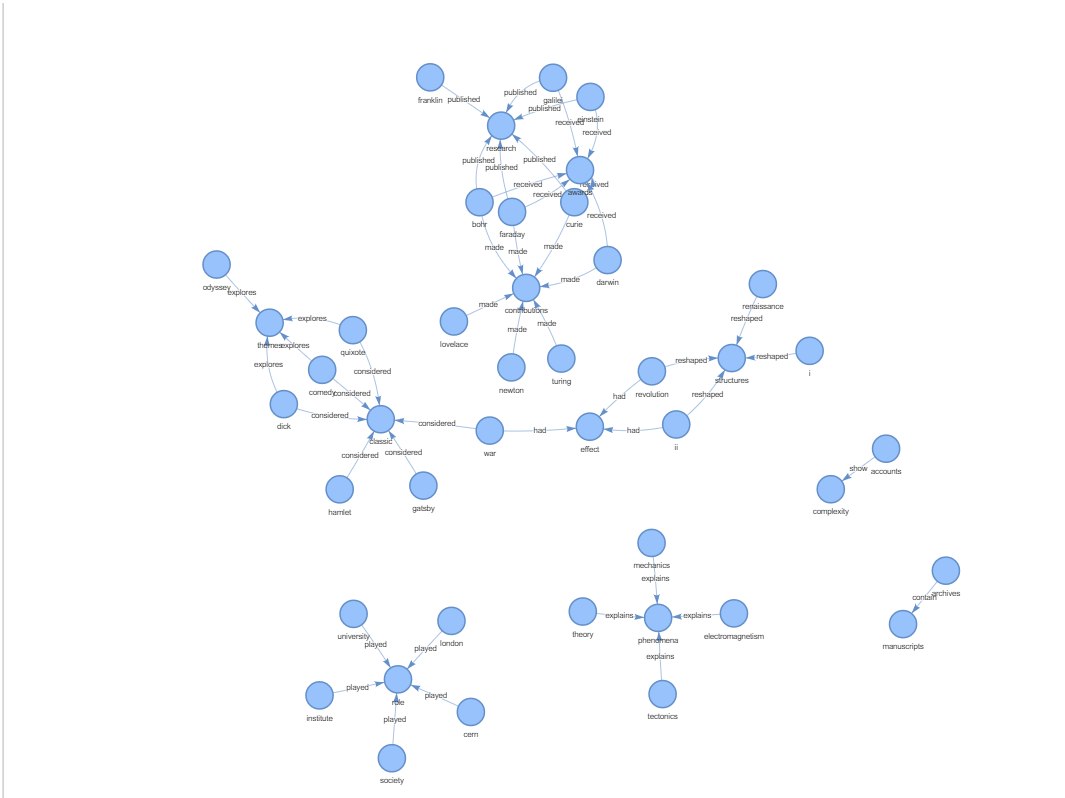 franklin
published
published
galilei
published
einstein
received
received
research
published
published
published
received
received
received
awards
received
bohr
faraday
curie
made
made
made
made
darwin
contributions
made
made
made
lovelace
newton
turing
odyssey
explores
explores
themes
explores
explores
quixote
considered
comedy
considered
dick
considered
classic
considered
considered
considered
hamlet
gatsby
war
had
effect
had
had
revolution
reshaped
reshaped
ii
structures
reshaped
reshaped
renaissance
i
show
accounts
complexity
mechanics
explains
theory
explains
phenomena
explains
electromagnetism
explains
tectonics
contain
archives
manuscripts
university
played
london
played
institute
played
role
played
cern
played
society